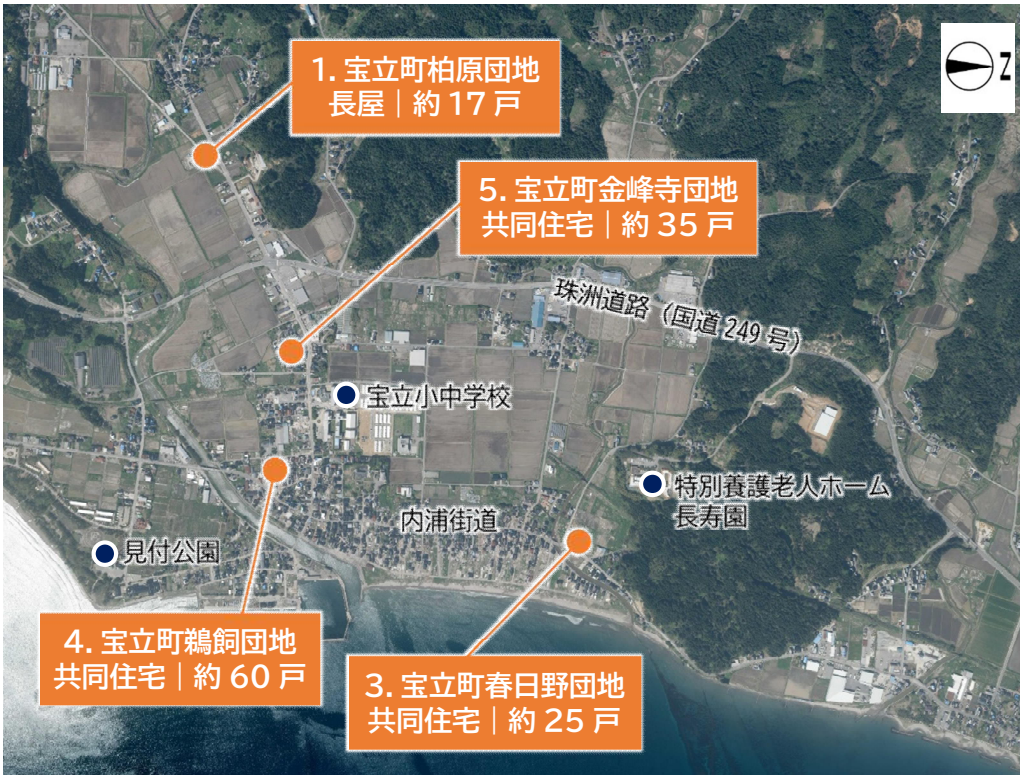 1. 宝立町柏原団地
長屋｜約 17 戸
Z
5. 宝立町金峰寺団地
共同住宅｜約 35 戸
珠洲道路（国道 249 号）
宝立小中学校
特別養護老人ホーム
長寿園
内浦街道
見付公園
4. 宝立町鵜飼団地
共同住宅｜約 60 戸
3. 宝立町春日野団地
共同住宅｜約 25 戸